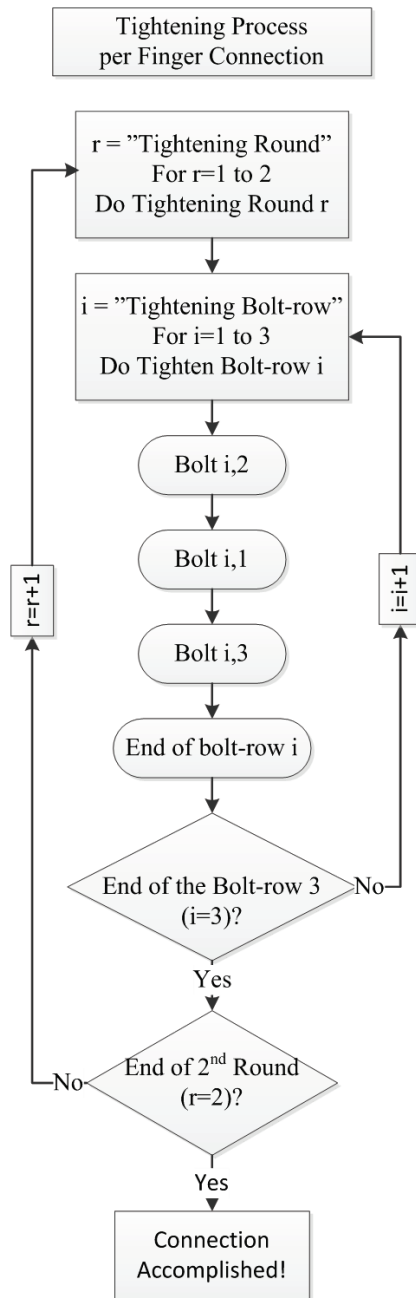 Tightening Process
per Finger Connection
r = ”Tightening Round”
For r=1 to 2
Do Tightening Round r
i = ”Tightening Bolt-row”
For i=1 to 3
Do Tighten Bolt-row i
Bolt i,2
Bolt i,1
Bolt i,3
r=r+1
i=i+1
End of bolt-row i
End of the Bolt-row 3
(i=3)?
No
Yes
End of 2nd Round
(r=2)?
No
Yes
Connection
Accomplished!